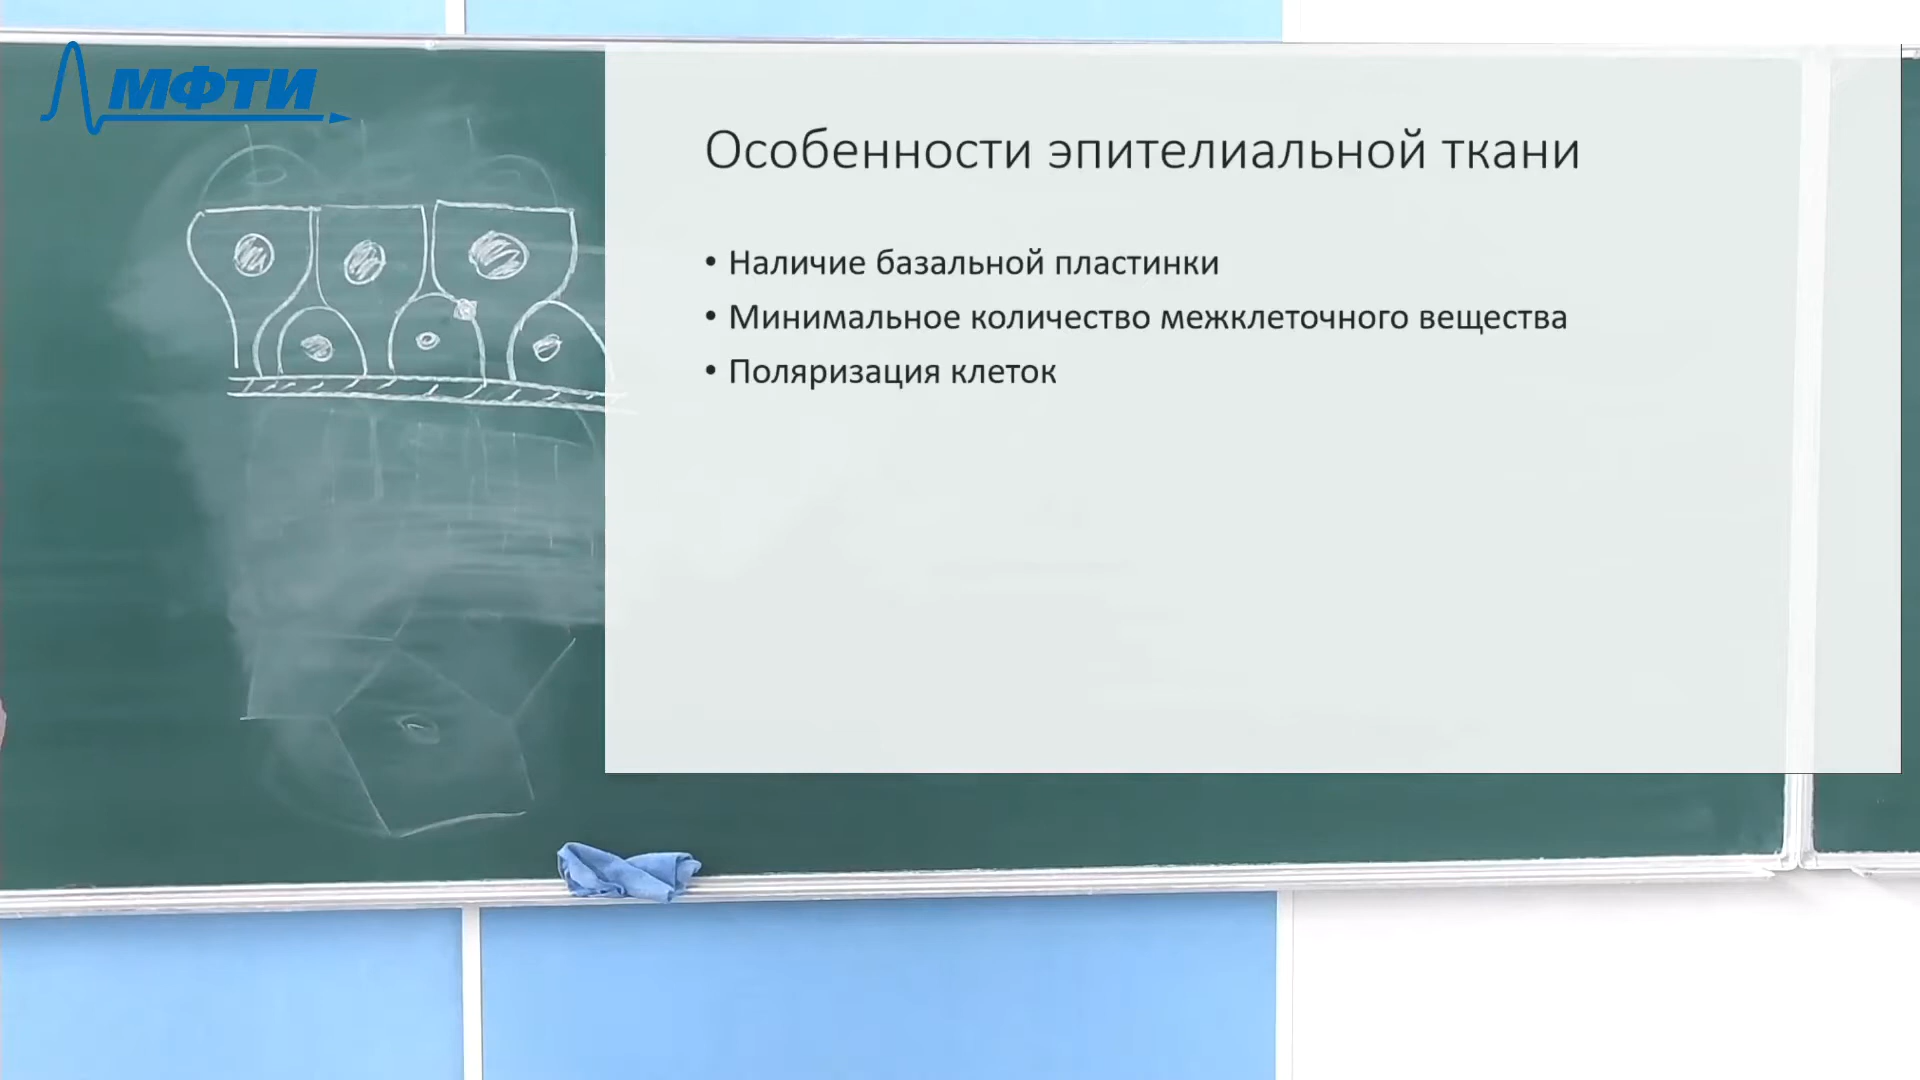 МФТИ
Особенности эпителиальной ткани
• Наличие базальной пластинки
• Минимальное количество межклеточного вещества
• Поляризация клеток